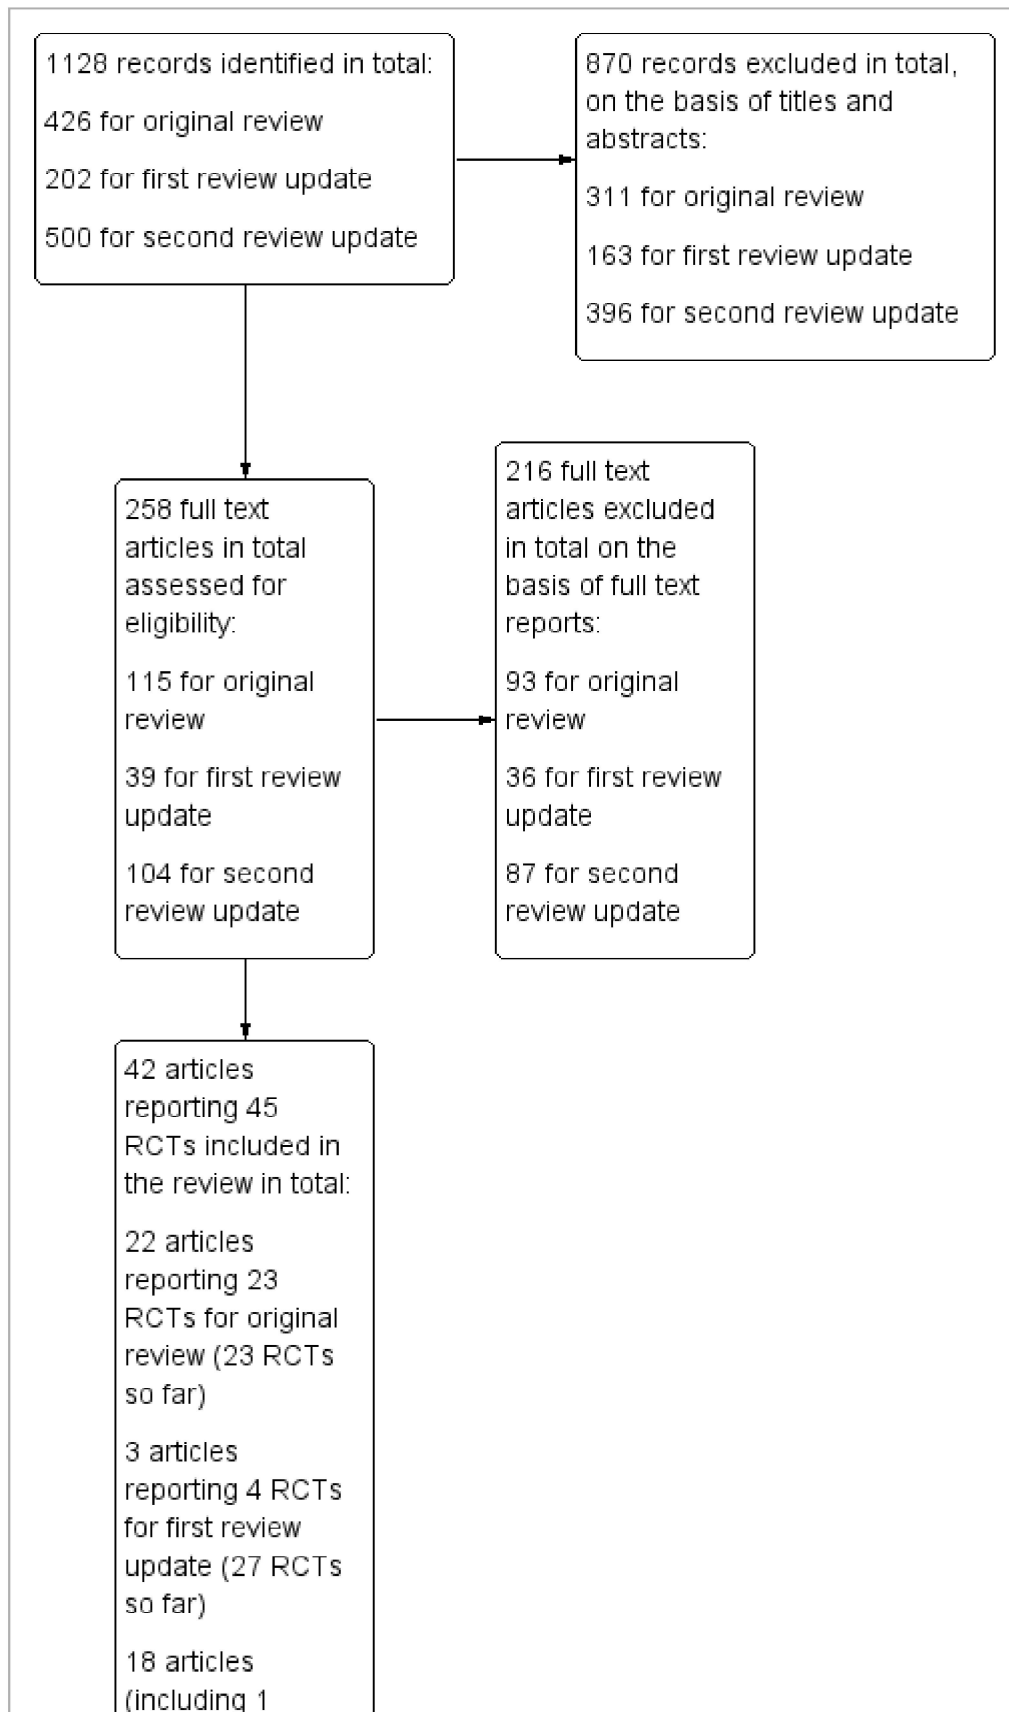 1128 records identified in total:
426 for original review
202 for first review update
500 for second review update
870 records excluded in total,
on the basis of titles and
abstracts:
311 for original review
163 for first review update
396 for second review update
258 full text
articles in total
assessed for
eligibility:
115 for original
review
39 for first review
update
104 for second
review update
216 full text
articles excluded
in total on the
basis of full text
reports:
93 for original
review
36 for first review
update
87 for second
review update
42 articles
reporting 45
RCTs included in
the review in total:
22 articles
reporting 23
RCTs for original
review (23 RCTs
so far)
3 articles
reporting 4 RCTs
for first review
update (27 RCTs
so far)
18 articles
(including 1